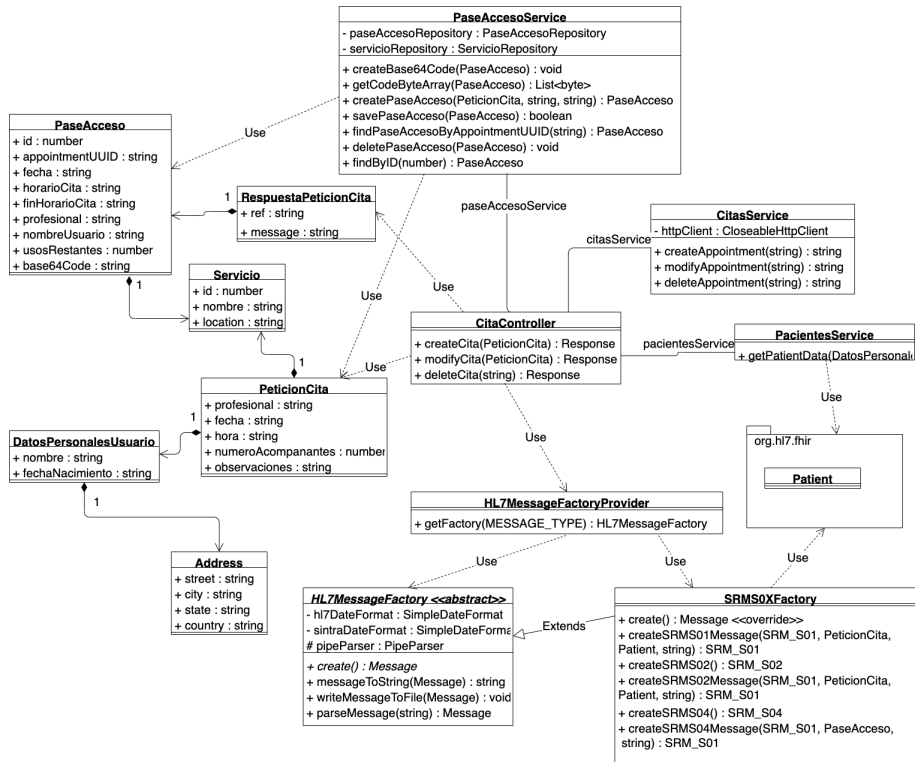 PaseAccesoService
- paseAccesoRepository : PaseAccesoRepository
- servicioRepository : ServicioRepository
+ createBase64Code(PaseAcceso) : void
+ getCodeByteArray(PaseAcceso) : List<byte>
+ createPaseAcceso(PeticionCita, string, string) : PaseAcceso
+ savePaseAcceso(PaseAcceso) : boolean
+ findPaseAccesoByAppointmentUUID(string) : PaseAcceso
+ deletePaseAcceso(PaseAcceso) : void
+ findByID(number) : PaseAcceso
Use
PaseAcceso
+ id : number
+ appointmentUUID : string
+ fecha : string
+ horarioCita : string
+ finHorarioCita : string
+ profesional : string
+ nombreUsuario : string
+ usosRestantes : number
+ base64Code : string
1
1
RespuestaPeticionCita
+ ref : string
+ message : string
paseAccesoService
citasService
CitasService
- httpClient : CloseableHttpClient
+ createAppointment(string) : string
+ modifyAppointment(string) : string
+ deleteAppointment(string) : string
Servicio
+ id : number
+ nombre : string
+ location : string
1
Use
Use
Use
CitaController
+ createCita(PeticionCita) : Response
+ modifyCita(PeticionCita) : Response
+ deleteCita(string) : Response
pacientesService
PacientesService
+ getPatientData(DatosPersonale
Use
PeticionCita
+ profesional : string
+ fecha : string
+ hora : string
+ numeroAcompanantes : number
+ observaciones : string
1
DatosPersonalesUsuario
+ nombre : string
+ fechaNacimiento : string
1
Address
+ street : string
+ city : string
+ state : string
+ country : string
org.hl7.fhir
Patient
Use
HL7MessageFactoryProvider
+ getFactory(MESSAGE_TYPE) : HL7MessageFactory
Use
Use
Use
HL7MessageFactory <<abstract>>
- hl7DateFormat : SimpleDateFormat
- sintraDateFormat : SimpleDateForma
# pipeParser : PipeParser
+ create() : Message
+ messageToString(Message) : string
+ writeMessageToFile(Message) : void
+ parseMessage(string) : Message
Extends
SRMS0XFactory
+ create() : Message <<override>>
+ createSRMS01Message(SRM_S01, PeticionCita,
Patient, string) : SRM_S01
+ createSRMS02() : SRM_S02
+ createSRMS02Message(SRM_S01, PeticionCita,
Patient, string) : SRM_S01
+ createSRMS04() : SRM_S04
+ createSRMS04Message(SRM_S01, PaseAcceso,
string) : SRM_S01